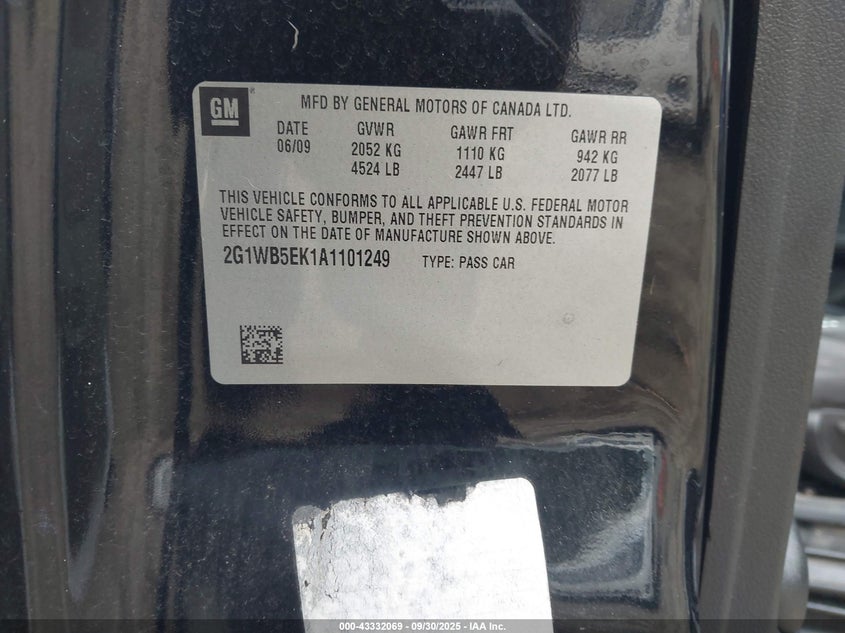 GM ®
MFD BY GENERAL MOTORS OF CANADA LTD.
DATE GVWR GAWR FRT GAWR RR
06/09 2052 KG 1110 KG 942 KG
4524 LB 2447 LB 2077 LB
THIS VEHICLE CONFORMS TO ALL APPLICABLE U.S. FEDERAL MOTOR
VEHICLE SAFETY, BUMPER, AND THEFT PREVENTION STANDARDS IN
EFFECT ON THE DATE OF MANUFACTURE SHOWN ABOVE.
2G1WB5EK1A1101249 TYPE: PASS CAR
000-43332069 - 09/30/2025 - IAA Inc.